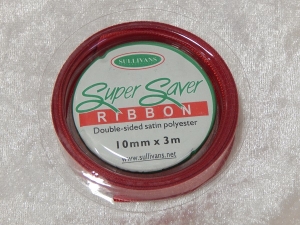 SULLIVANS
Super Saver
RIBBON
Double-sided satin polyester
10mm x 3m
www.sullivans.net